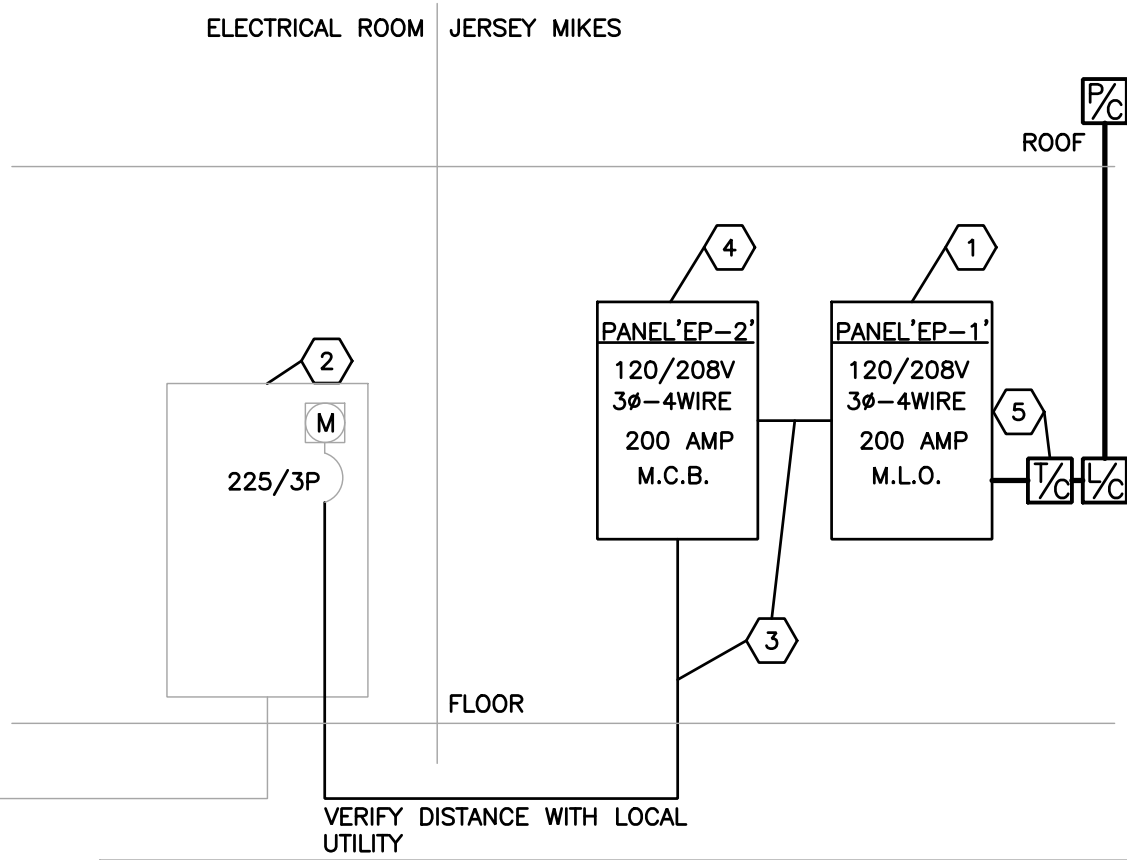 ELECTRICAL ROOM
JERSEY MIKES
P/C
ROOF
4
1
PANEL'EP-2'
120/208V
3ø-4WIRE
200 AMP
M.C.B.
PANEL'EP-1'
120/208V
3ø-4WIRE
200 AMP
M.L.O.
2
M
225/3P
5
T/C
L/C
3
FLOOR
VERIFY DISTANCE WITH LOCAL
UTILITY